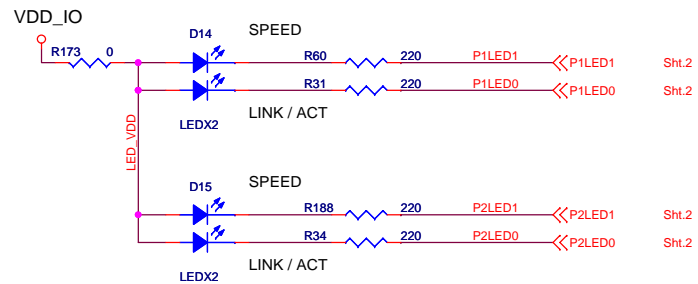 VDD_IO
R173 0
D14 SPEED
R60 220 P1LED1 P1LED1 Sht.2
R31 220 P1LED0 P1LED0 Sht.2
LEDX2 LINK / ACT
LED_VDD
D15 SPEED
R188 220 P2LED1 P2LED1 Sht.2
R34 220 P2LED0 P2LED0 Sht.2
LEDX2 LINK / ACT